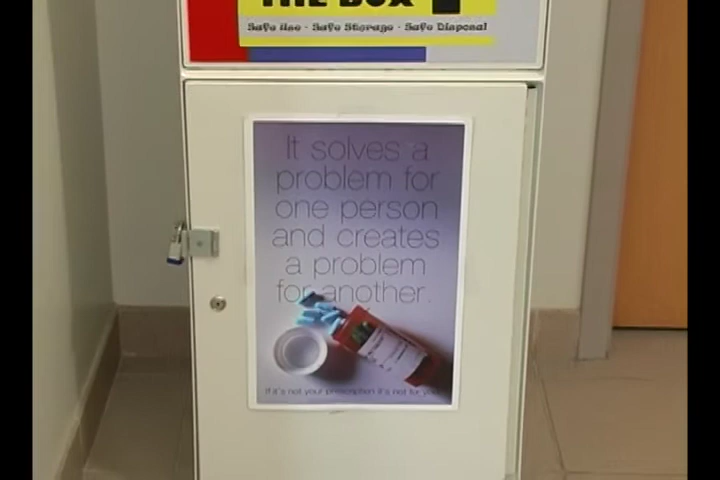 THE BOX
Safe Use - Safe Storage - Safe Disposal
It solves a
problem for
one person
and creates
a problem
for another.
If it's not your prescription it's not for you.